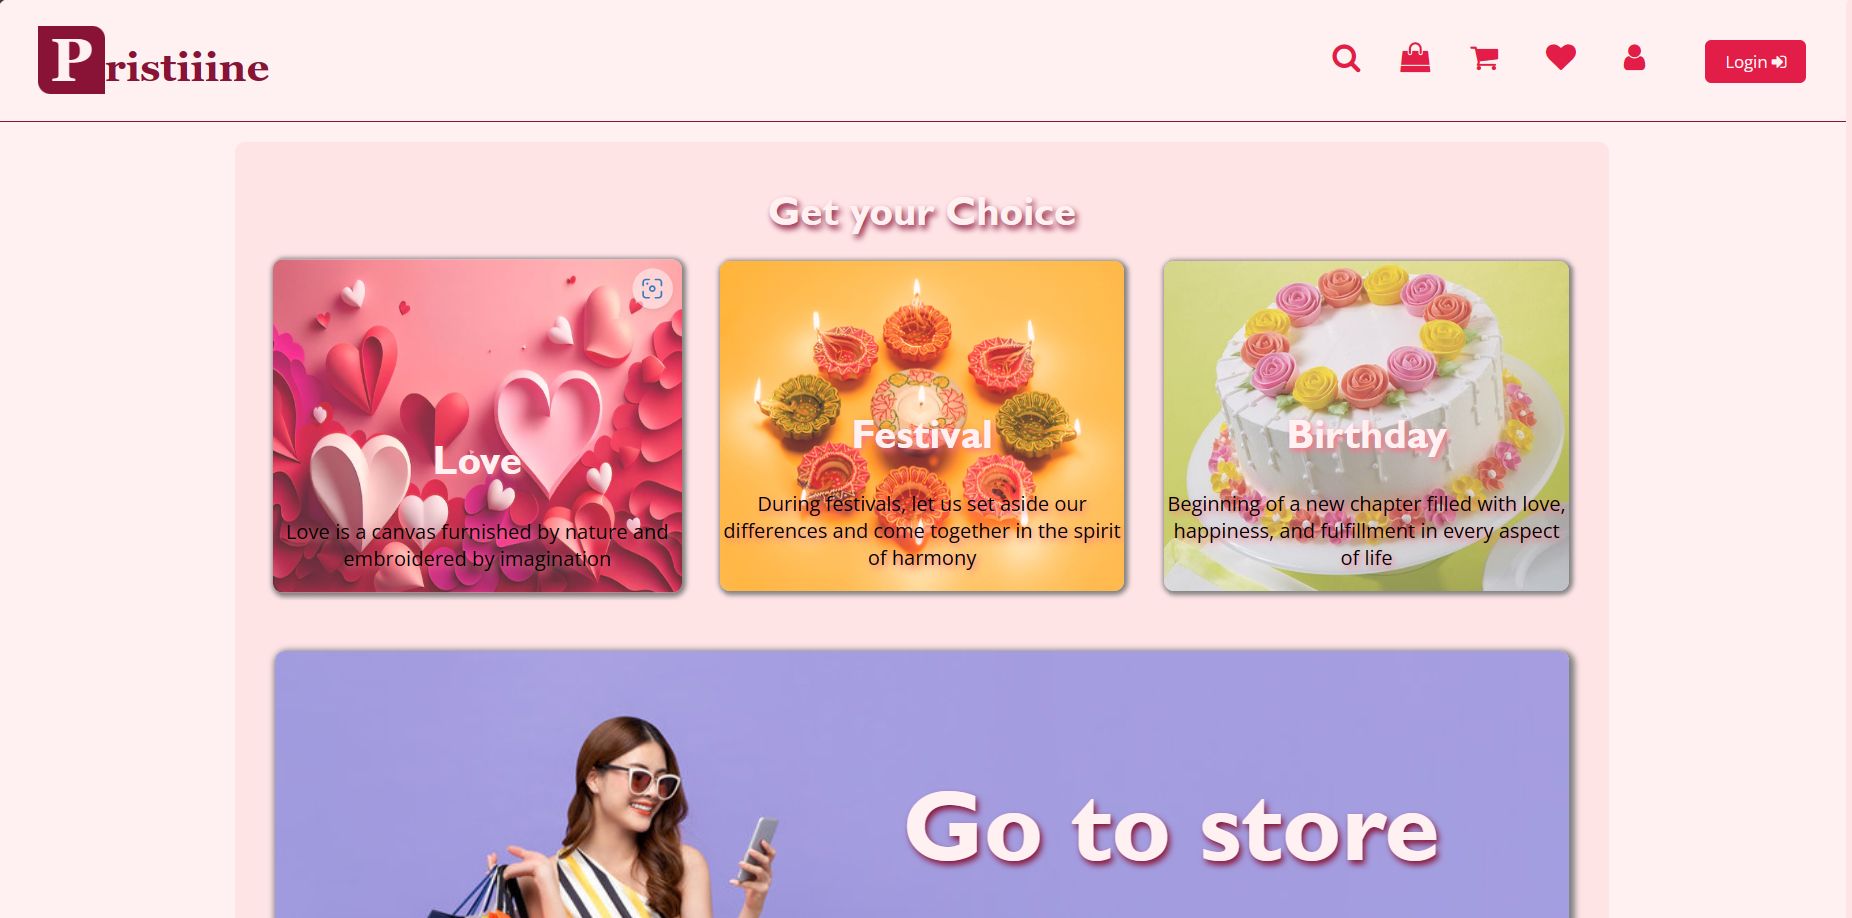 Pristiiine
Login
Get your Choice
Love
Love is a canvas furnished by nature and
embroidered by imagination
Festival
During festivals, let us set aside our
differences and come together in the spirit
of harmony
Birthday
Beginning of a new chapter filled with love,
happiness, and fulfillment in every aspect
of life
Go to store